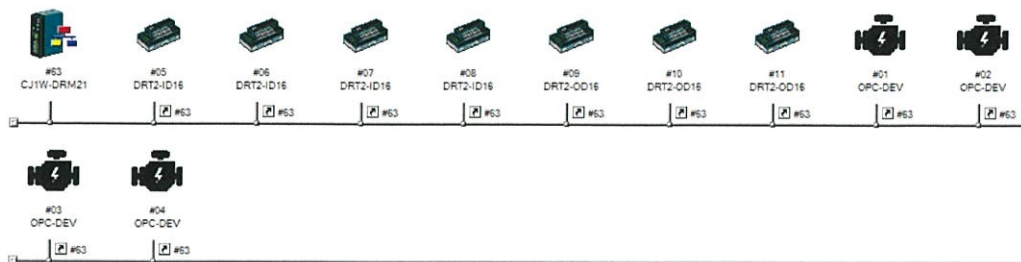 #63 #05 #06 #07 #08 #09 #10 #11 #01 #02
CJ1W-DRM21 DRT2-ID16 DRT2-ID16 DRT2-ID16 DRT2-ID16 DRT2-OD16 DRT2-OD16 DRT2-OD16 OPC-DEV OPC-DEV
#63 #63 #63 #63 #63 #63 #63 #63 #63
#03 #04
OPC-DEV OPC-DEV
#63 #63